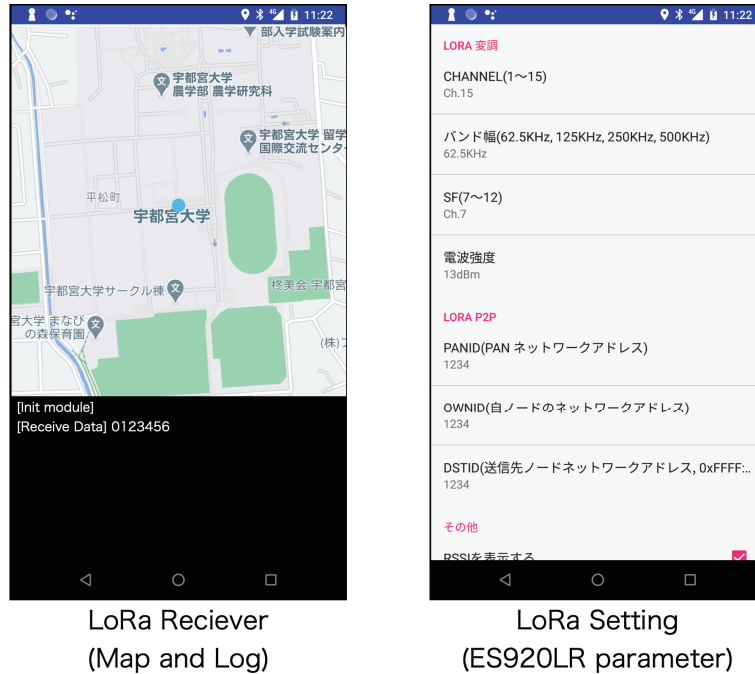 11:22
部入学試験案内
宇都宮大学
農学部 農学研究科
宇都宮大学 留学
国際交流センタ
平松町
宇都宮大学
宇都宮大学サークル棟
柊美会 宇都宮
宮大学 まなび
の森保育園
(株)
[Init module]
[Receive Data] 0123456
LoRa Reciever
(Map and Log)
4G 11:22
LORA 変調
CHANNEL(1～15)
Ch.15
バンド幅(62.5KHz, 125KHz, 250KHz, 500KHz)
62.5KHz
SF(7～12)
Ch.7
電波強度
13dBm
LORA P2P
PANID(PAN ネットワークアドレス)
1234
OWNID(自ノードのネットワークアドレス)
1234
DSTID(送信先ノードネットワークアドレス, 0xFFFF:..
1234
その他
RSSIを表示する
LoRa Setting
(ES920LR parameter)